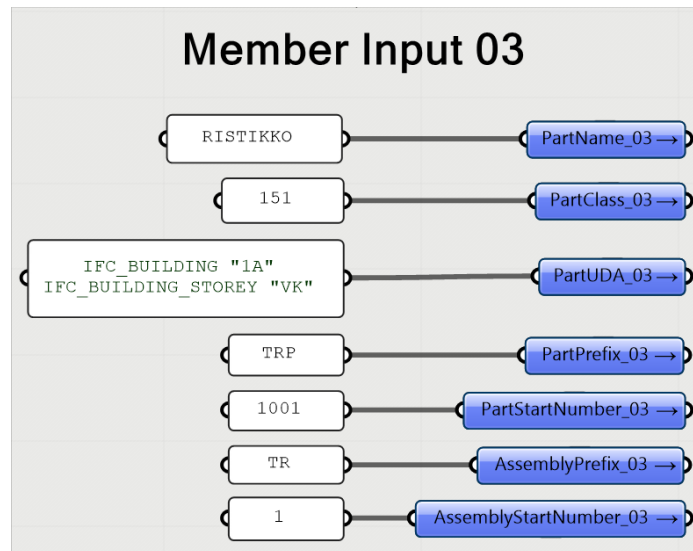 Member Input 03
RISTIKKO PartName_03→
151 PartClass_03→
IFC_BUILDING "1A"
IFC_BUILDING_STOREY "VK" PartUDA_03→
TRP PartPrefix_03→
1001 PartStartNumber_03→
TR AssemblyPrefix_03→
1 AssemblyStartNumber_03→